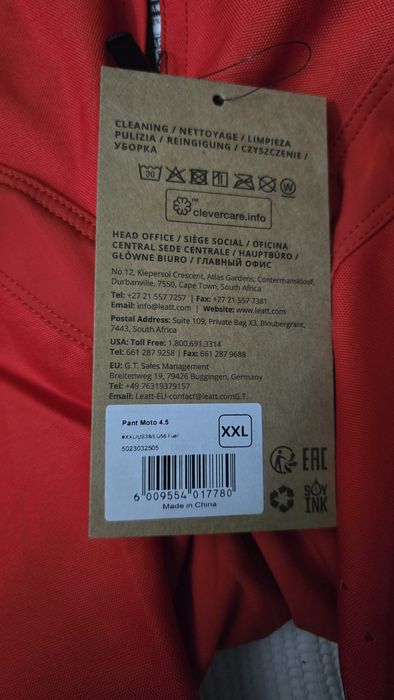 CLEANING / NETTOYAGE / LIMPIEZA
PULIZIA / REINIGUNG / CZYSZCZENIE /
УБОРКА
30
W
™
clevercare.info
HEAD OFFICE / SIÈGE SOCIAL / OFICINA
CENTRAL SEDE CENTRALE / HAUPTBÜRO /
GŁÓWNE BIURO / ГЛАВНЫЙ ОФИС
No 12, Kiepersol Crescent, Atlas Gardens, Contermanskloof,
Durbanville, 7550, Cape Town, South Africa
Tel: +27 21 557 7257 | Fax: +27 21 557 7381
Email: info@leatt.com | Website: www.leatt.com
Postal Address: Suite 109, Private Bag X3, Bloubergrant,
7443, South Africa
USA: Toll Free: 1.800.691.3314
Tel: 661 287 9258 | Fax: 661 287 9688
EU: G.T. Sales Management
Breitenweg 19, 79426 Buggingen, Germany
Tel: +49 76319379157
Email: Leatt-EU-contact@leatt.comG.T.
Pant Moto 4.5
#XXL/US38/EU56
XXL
5023032505
6 009554 017780
Made in China
EAC
SOY
INK